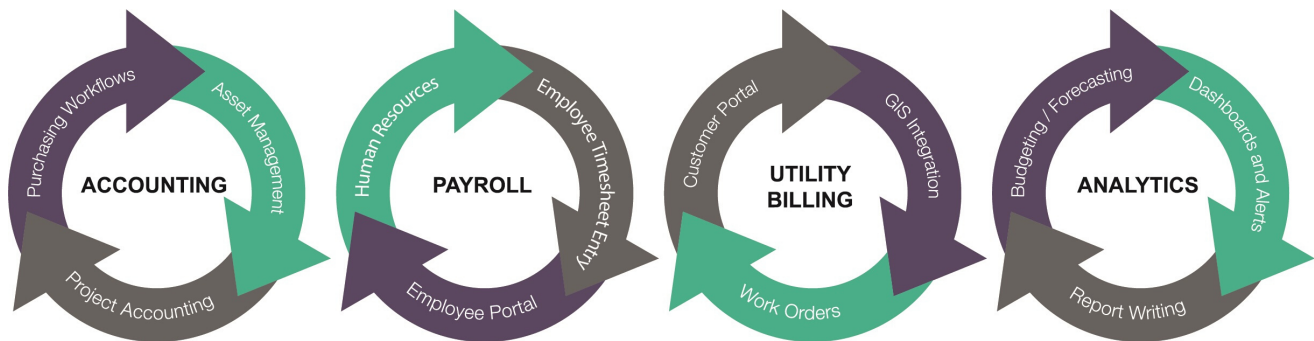 Purchasing Workflows
Asset Management
ACCOUNTING
Project Accounting
Human Resources
Employee Timesheet Entry
PAYROLL
Employee Portal
Customer Portal
GIS Integration
UTILITY
BILLING
Work Orders
Budgeting / Forecasting
Dashboards and Alerts
ANALYTICS
Report Writing